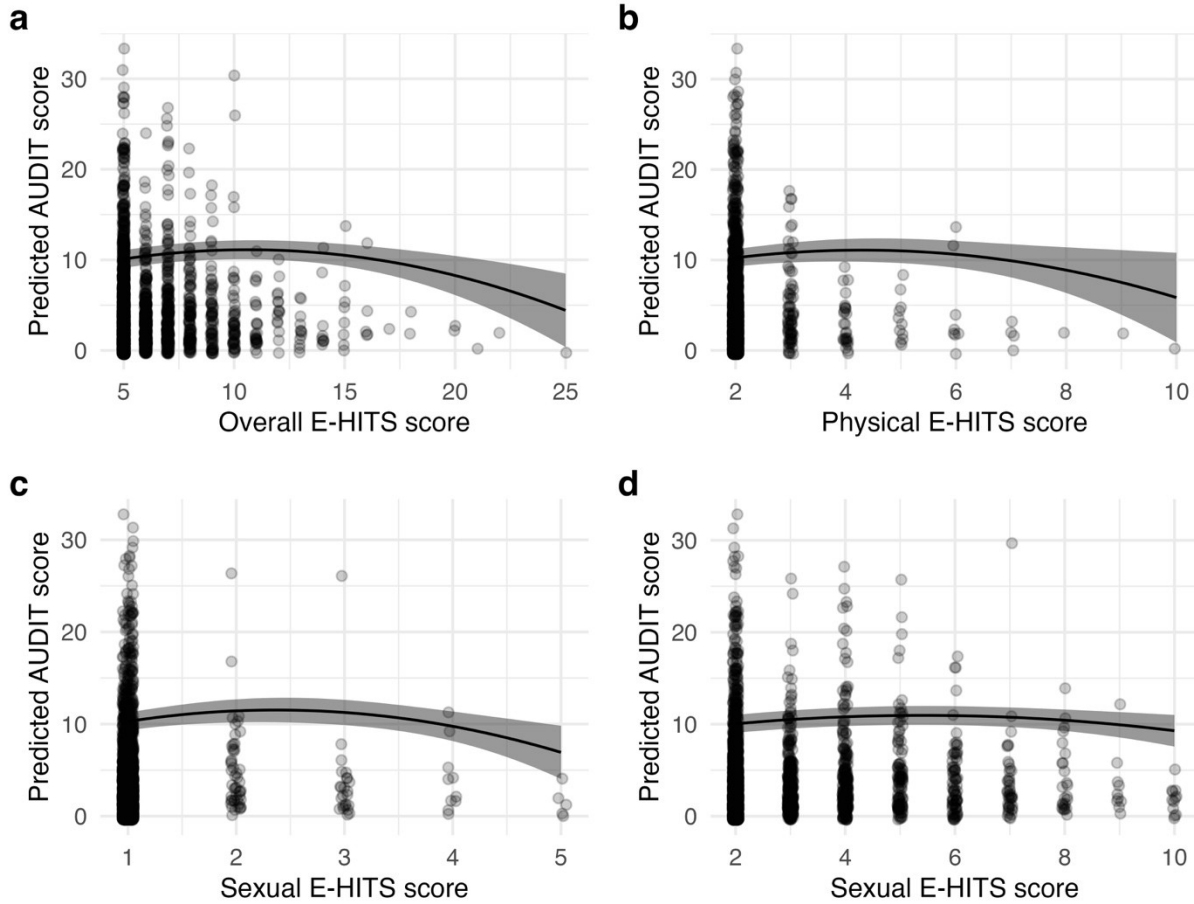 a
b
Predicted AUDIT score
30
20
10
0
5 10 15 20 25
Overall E-HITS score
Predicted AUDIT score
30
20
10
0
2 4 6 8 10
Physical E-HITS score
c
d
Predicted AUDIT score
30
20
10
0
1 2 3 4 5
Sexual E-HITS score
Predicted AUDIT score
30
20
10
0
2 4 6 8 10
Sexual E-HITS score